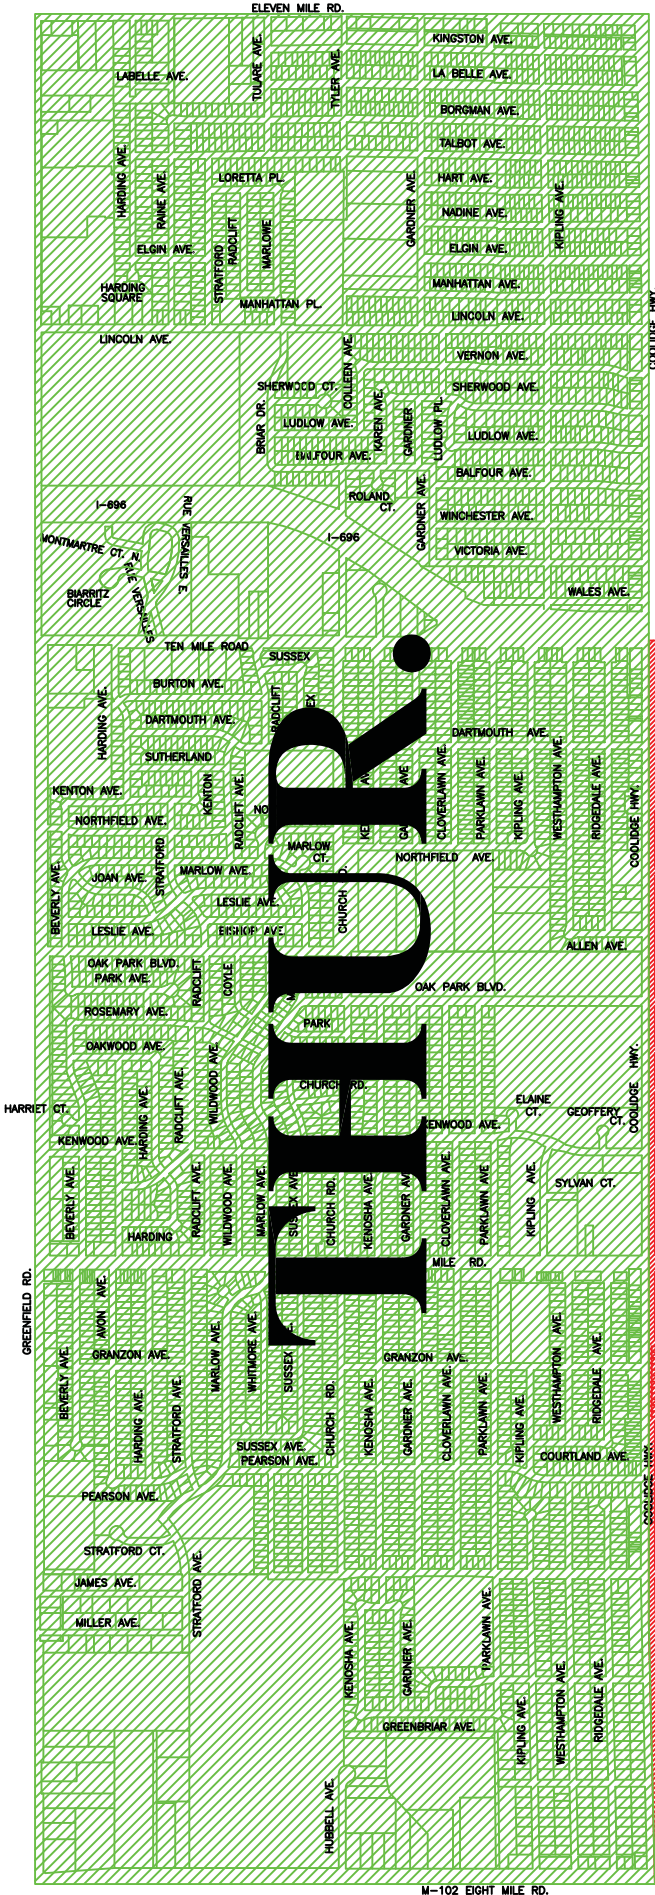 ELEVEN MILE RD.
KINGSTON AVE.
TULARE AVE.
TYLER AVE.
LABELLE AVE.
LA BELLE AVE.
BORGMAN AVE.
TALBOT AVE.
HARDING AVE.
RAINE AVE.
LORETTA PL.
GARDNER AVE.
HART AVE.
NADINE AVE.
KIPLING AVE.
STRATFORD
RADCLIFT
MARLOWE
ELGIN AVE.
ELGIN AVE.
HARDING
SQUARE
MANHATTAN PL.
MANHATTAN AVE.
LINCOLN AVE.
LINCOLN AVE.
VERNON AVE.
COLLEEN AVE.
SHERWOOD CT.
SHERWOOD AVE.
BRIAR DR.
LUDLOW AVE.
KAREN AVE.
GARDNER
LUDLOW PL.
LUDLOW AVE.
BALFOUR AVE.
BALFOUR AVE.
ROLAND
CT.
I-696
RUE VERSAILLES E.
GARDNER AVE.
WINCHESTER AVE.
I-696
VICTORIA AVE.
MONTMARTRE CT. N.
RUE VERSAILLES
BIARRITZ
CIRCLE
WALES AVE.
TEN MILE ROAD
SUSSEX
BURTON AVE.
HARDING AVE.
RADCLIFT
DARTMOUTH AVE.
DARTMOUTH AVE.
SUTHERLAND
KENTON AVE.
KENTON
RADCLIFT AVE.
CLOVERLAWN AVE.
PARKLAWN AVE.
KIPLING AVE.
WESTHAMPTON AVE.
RIDGEDALE AVE.
COOLIDGE HWY.
NORTHFIELD AVE.
MARLOW
CT.
NORTHFIELD AVE.
BEVERLY AVE.
JOAN AVE.
STRATFORD
MARLOW AVE.
CHURCH
LESLIE AVE.
LESLIE AVE.
BISHOP AVE.
ALLEN AVE.
OAK PARK BLVD.
PARK AVE.
RADCLIFT
COYLE
OAK PARK BLVD.
ROSEMARY AVE.
PARK
OAKWOOD AVE.
THUR.
COOLIDGE HWY.
HARRIET CT.
HARDING AVE.
RADCLIFT AVE.
WILDWOOD AVE.
CHURCH RD.
ELAINE
CT.
GEOFFERY
CT.
KENWOOD AVE.
KENWOOD AVE.
BEVERLY AVE.
HARDING
RADCLIFT AVE.
WILDWOOD AVE.
MARLOW AVE.
SUSSEX AVE.
CHURCH RD.
KENOSHA AVE.
GARDNER AVE.
CLOVERLAWN AVE.
PARKLAWN AVE.
KIPLING AVE.
SYLVAN CT.
MILE RD.
GREENFIELD RD.
AVON AVE.
BEVERLY AVE.
GRANZON AVE.
MARLOW AVE.
WHITMORE AVE.
SUSSEX
GRANZON AVE.
WESTHAMPTON AVE.
RIDGEDALE AVE.
HARDING AVE.
STRATFORD AVE.
CHURCH RD.
KENOSHA AVE.
GARDNER AVE.
CLOVERLAWN AVE.
PARKLAWN AVE.
KIPLING AVE.
SUSSEX AVE.
PEARSON AVE.
COURTLAND AVE.
PEARSON AVE.
STRATFORD CT.
STRATFORD AVE.
JAMES AVE.
MILLER AVE.
KENOSHA AVE.
GARDNER AVE.
PARKLAWN AVE.
KIPLING AVE.
WESTHAMPTON AVE.
RIDGEDALE AVE.
GREENBRIAR AVE.
HUBBELL AVE.
M-102 EIGHT MILE RD.